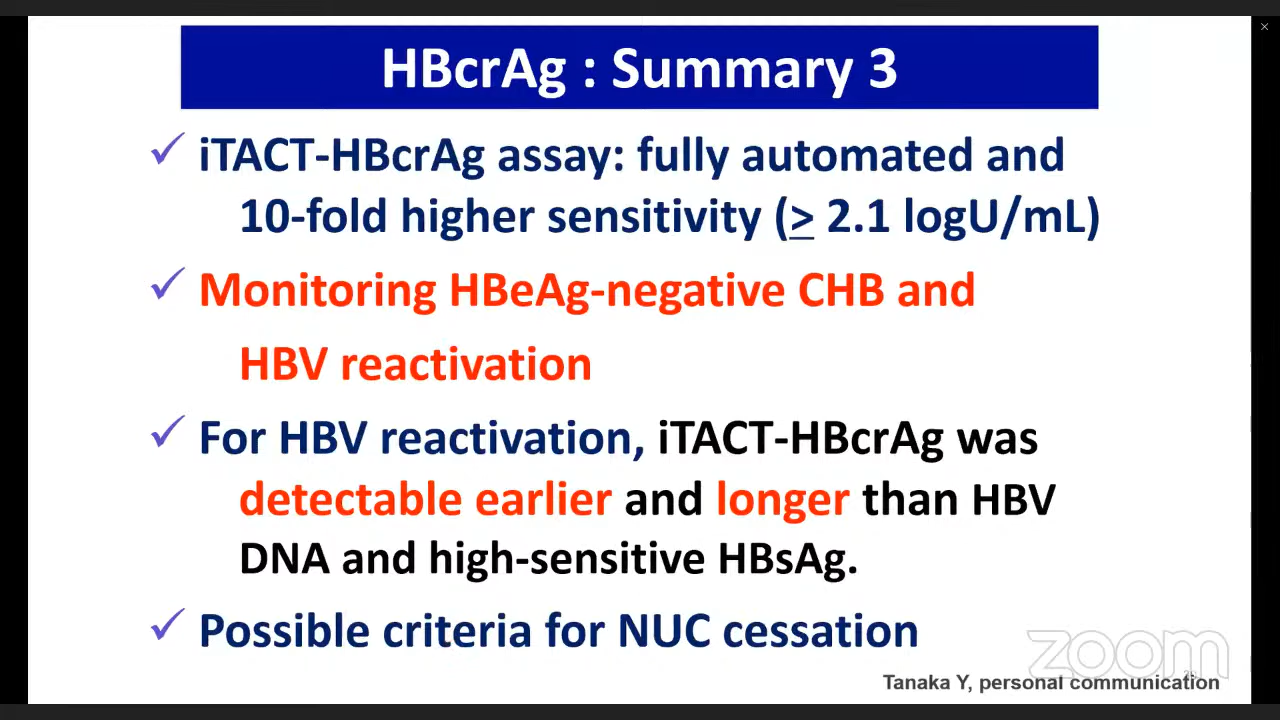 HBcrAg : Summary 3
✓ iTACT-HBcrAg assay: fully automated and
10-fold higher sensitivity (≥ 2.1 logU/mL)
✓ Monitoring HBeAg-negative CHB and
HBV reactivation
✓ For HBV reactivation, iTACT-HBcrAg was
detectable earlier and longer than HBV
DNA and high-sensitive HBsAg.
✓ Possible criteria for NUC cessation
zoom
Tanaka Y, personal communication